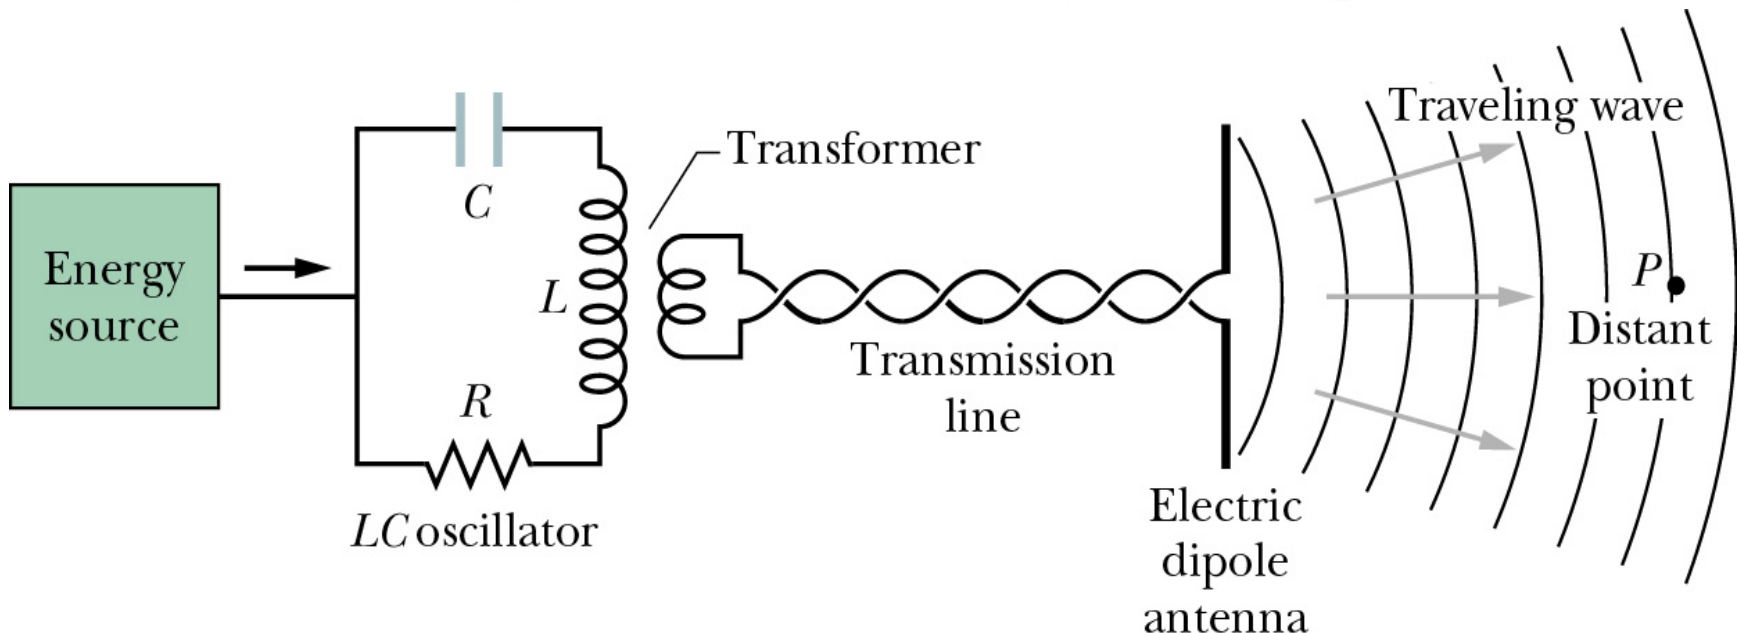 Energy
source
C
L
R
LC oscillator
Transformer
Transmission
line
Electric
dipole
antenna
Traveling wave
P
Distant
point